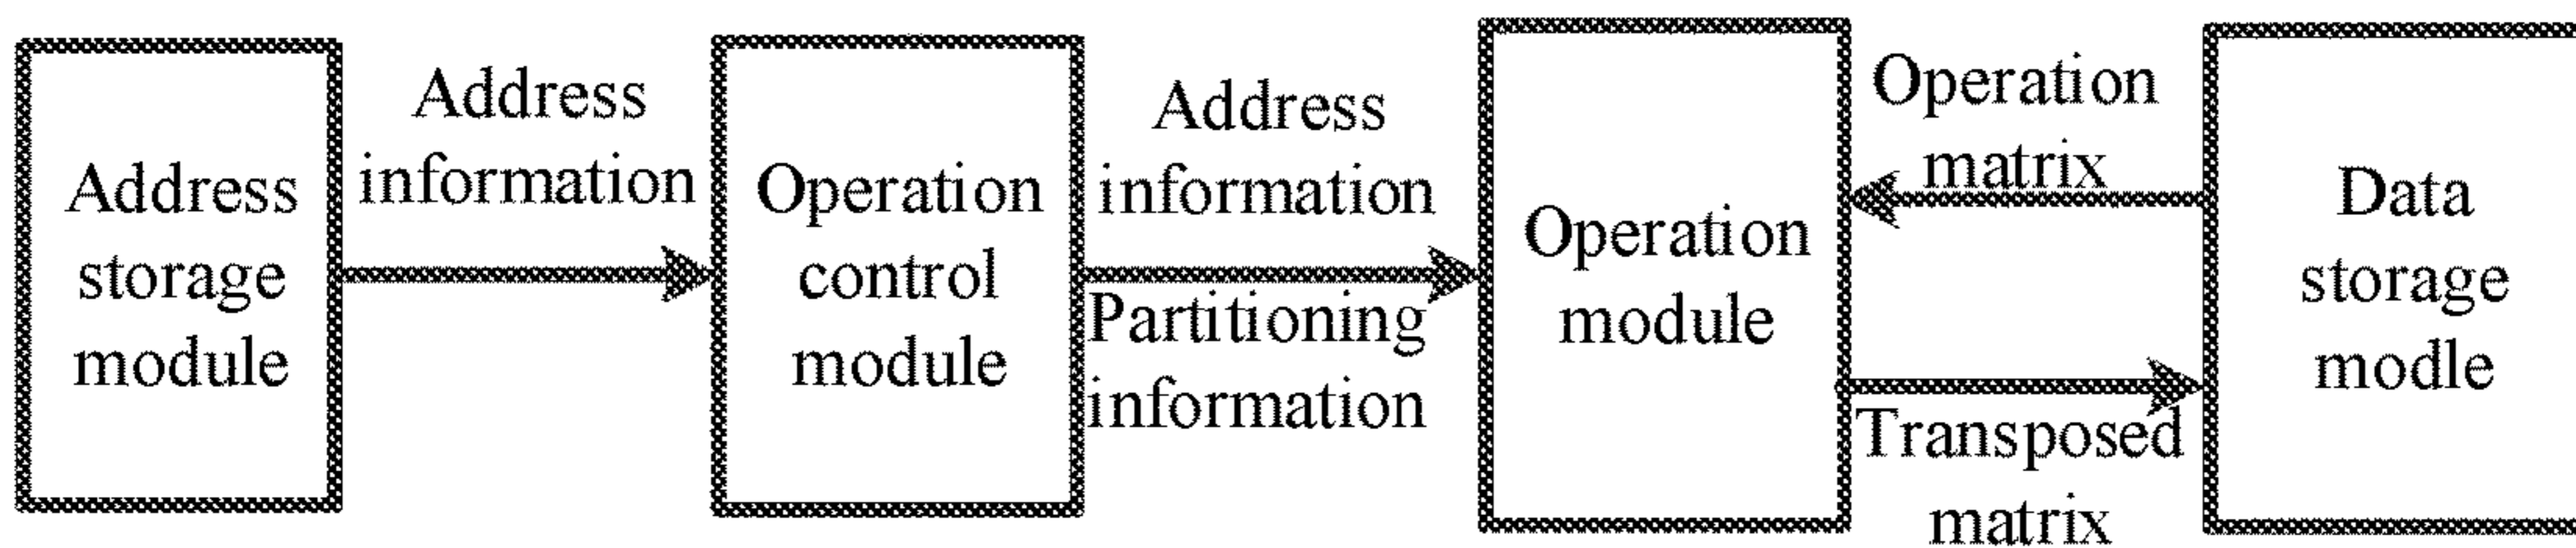 Address
storage
module
Address
information
Operation
control
module
Address
information
Partitioning
information
Operation
module
Operation
matrix
Transposed
matrix
Data
storage
modle